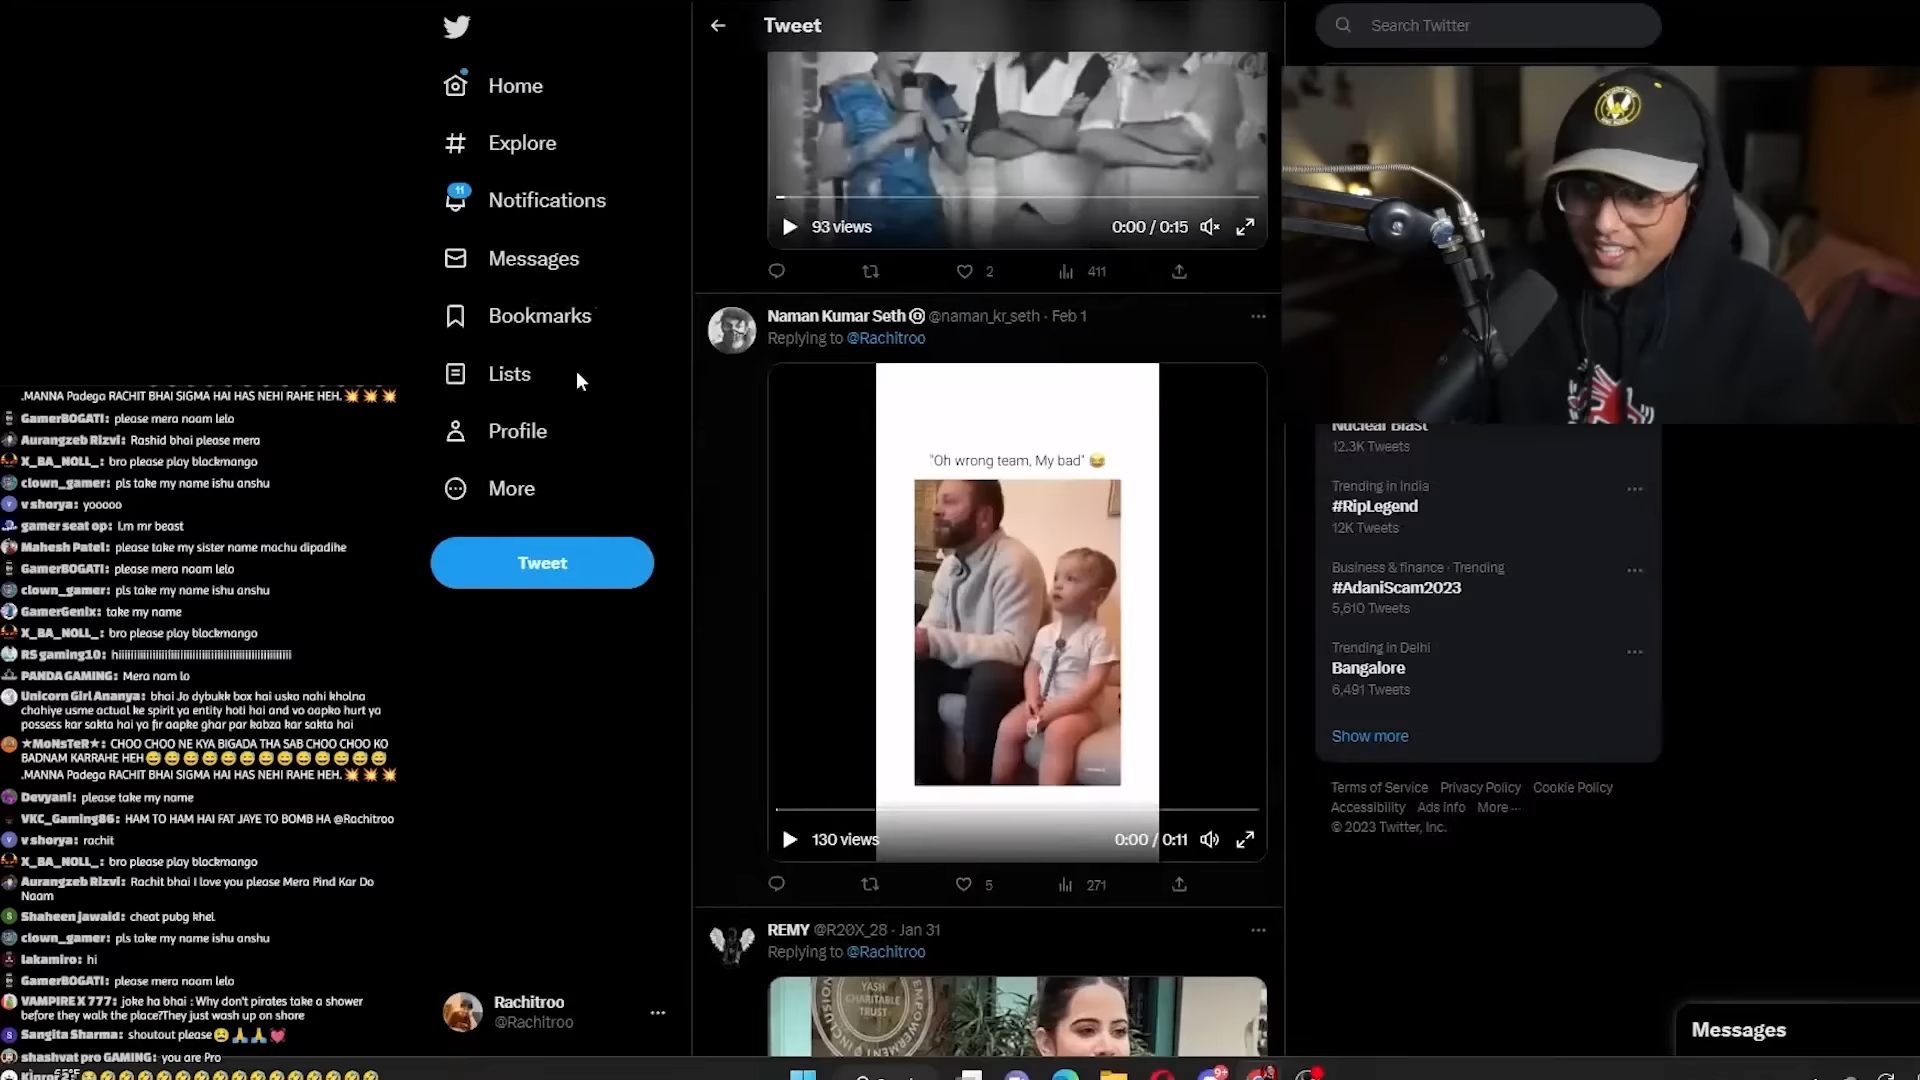 .MANNA Padega RACHIT BHAI SIGMA HAI HAS NEHI RAHE HEH.💥💥💥
GamerBOGATI: please mera naam lelo
Aurangzeb Rizvi: Rashid bhai please mera
X_BA_NOLL_: bro please play blockmango
clown_gamer: pls take my name ishu anshu
v shorya: yoooo
gamer seat op: I.m mr beast
Mahesh Patel: please take my sister name machu dipadihe
GamerBOGATI: please mera naam lelo
clown_gamer: pls take my name ishu anshu
GamerGenix: take my name
X_BA_NOLL_: bro please play blockmango
RS gaming10:
PANDA GAMING: Mera nam lo
Unicorn Girl Ananya: bhai Jo dybukk box hai usko nahi kholna
chahiye usme actual ke spirit ya entity hoti hai and vo aapko hurt ya
possess kar sakta hai ya fir aapke ghar par kabza kar sakta hai
★MoNsTeR★: CHOO CHOO NE KYA BIGADA THA SAB CHOO CHOO KO
BADNAM KARRAHE HEH😅😅😅😅😅😅😅😅😅😅😅😅😅
.MANNA Padega RACHIT BHAI SIGMA HAI HAS NEHI RAHE HEH.💥💥💥
Devyani: please take my name
VKC_Gaming86: HAM TO HAM HAI FAT JAYE TO BOMB HA @Rachitroo
v shorya: rachit
X_BA_NOLL_: bro please play blockmango
Aurangzeb Rizvi: Rachit bhai I love you please Mera Pind Kar Do
Naam
Shaheen jawaid: cheat pubg khel
clown_gamer: pls take my name ishu anshu
lakamiro: hi
GamerBOGATI: please mera naam lelo
VAMPIRE X 777: joke ha bhai : Why don't pirates take a shower
before they walk the place?They just wash up on shore
Sangita Sharma: shoutout please😫🙏🙏💓
shashvat pro GAMING: you are Pro
Home
Explore
11
Notifications
Messages
Bookmarks
Lists
Profile
More
Tweet
Rachitroo
@Rachitroo
Tweet
93 views
0:00 / 0:15
2
411
Naman Kumar Seth @naman_kr_seth · Feb 1
Replying to @Rachitroo
"Oh wrong team, My bad" 😂
130 views
0:00 / 0:11
5
271
REMY @R20X_28 · Jan 31
Replying to @Rachitroo
YASH
CHARITABLE
TRUST
EMPOWERMENT
Search Twitter
Nuclear Blast
12.3K Tweets
Trending in India
#RipLegend
12K Tweets
Business & finance · Trending
#AdaniScam2023
5,610 Tweets
Trending in Delhi
Bangalore
6,491 Tweets
Show more
Terms of Service Privacy Policy Cookie Policy
Accessibility Ads info More ···
© 2023 Twitter, Inc.
Messages
9+